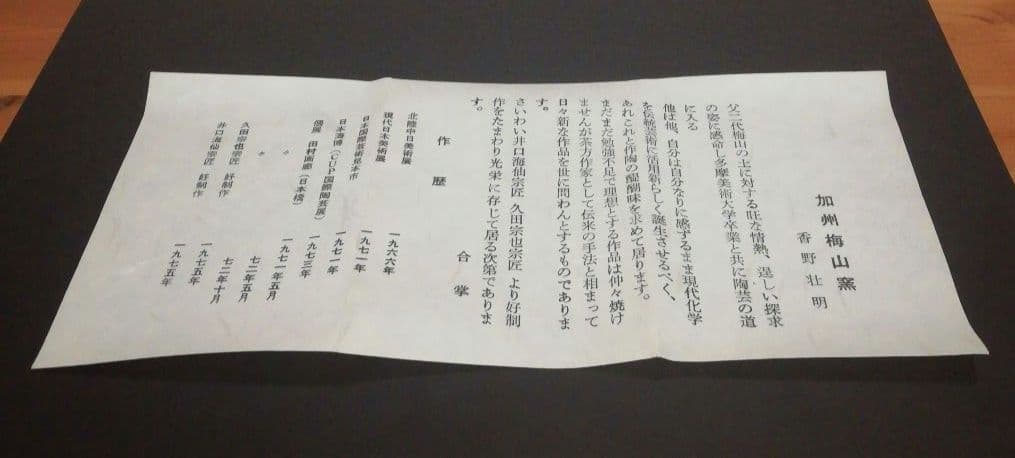 加州梅山窯
香野壮明
父二代梅山の土に対する旺な情熱、逞しい探求
の姿に感命し多摩美術大学卒業と共に陶芸の道
に入る
他は他、自分は自分なりに感ずるまま現代化学
を伝統芸術に活用新らしく誕生させるべく、
あれこれと作陶の醍醐味を求めて居ります。
まだまだ勉強不足で理想とする作品は仲々焼け
ませんが茶方作家として伝来の手法と相まって
日々新な作品を世に問わんとするものでありま
す。
さいわい井口海仙宗匠 久田宗也宗匠、より好制
作をたまわり光栄に存じて居る次第でありま
す。
合掌
作歴
北陸中日美術展 一九六六年
現代日本美術展 一九七一年
日本国際芸術見本市 一九七一年
日本海博(CUP国際陶芸展) 一九七三年
個展 田村画廊(日本橋) 一九七一年五月
〃 〃 七二年五月
久田宗也宗匠 好制作 七二年十月
井口海仙宗匠 好制作 一九七五年
一九七五年